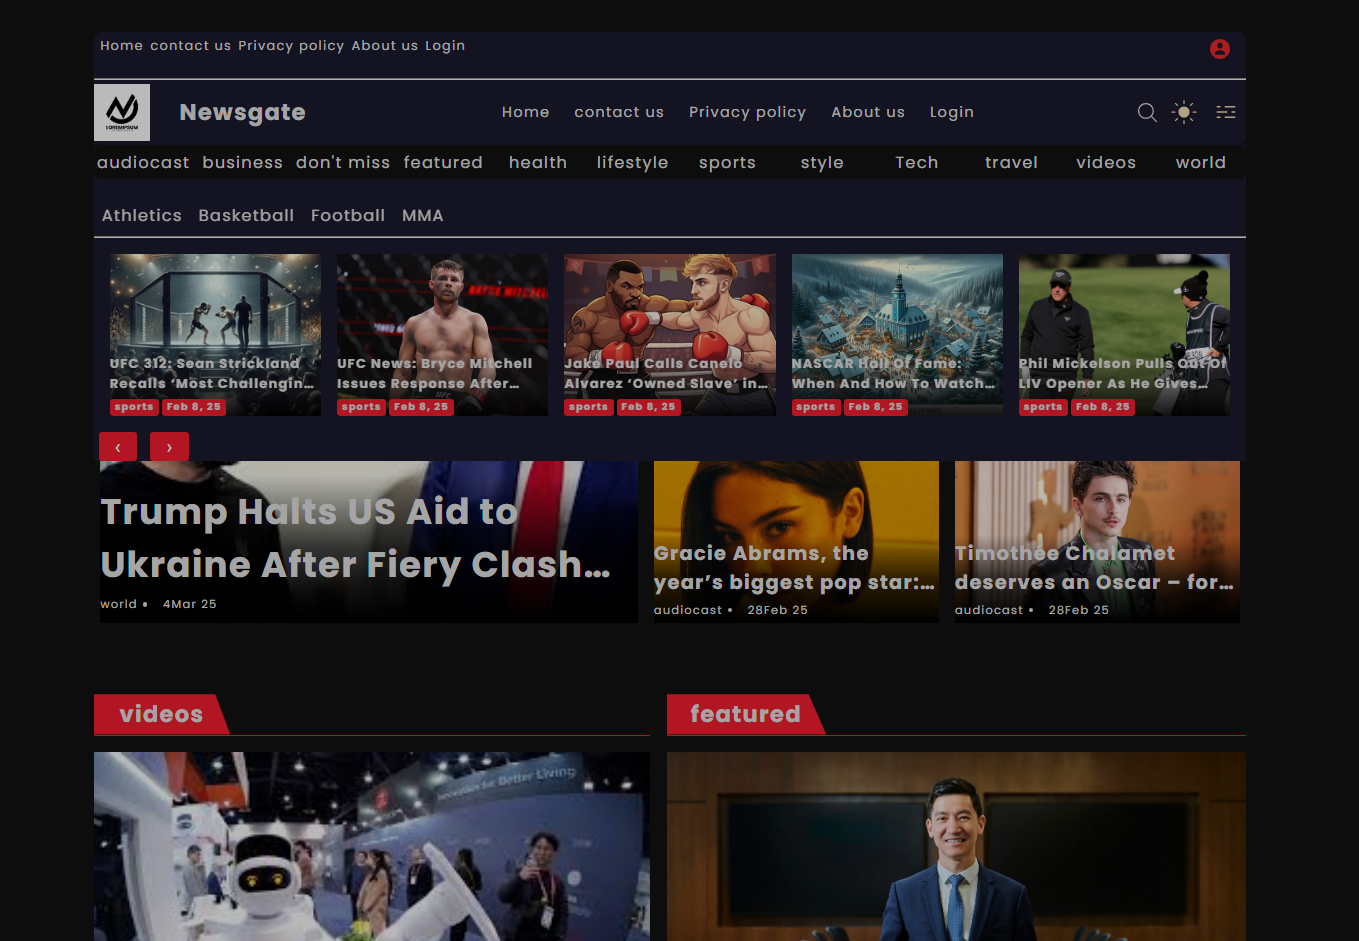 Home contact us Privacy policy About us Login
LOREMIPSUM
Newsgate
Home contact us Privacy policy About us Login
audiocast business don't miss featured health lifestyle sports style Tech travel videos world
Athletics Basketball Football MMA
UFC 312: Sean Strickland
Recalls ‘Most Challengin...
sports Feb 8, 25
UFC News: Bryce Mitchell
Issues Response After...
sports Feb 8, 25
Jake Paul Calls Canelo
Alvarez ‘Owned Slave’ in...
sports Feb 8, 25
NASCAR Hall Of Fame:
When And How To Watch...
sports Feb 8, 25
Phil Mickelson Pulls Out Of
LIV Opener As He Gives...
sports Feb 8, 25
‹ ›
Trump Halts US Aid to
Ukraine After Fiery Clash...
world • 4Mar 25
Gracie Abrams, the
year’s biggest pop star:...
audiocast • 28Feb 25
Timothée Chalamet
deserves an Oscar – for...
audiocast • 28Feb 25
videos
featured
Innovation for Better Living